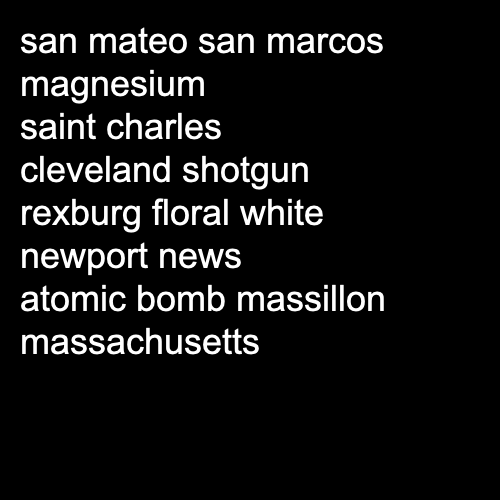 san mateo san marcos
magnesium
saint charles
cleveland shotgun
rexburg floral white
newport news
atomic bomb massillon
massachusetts